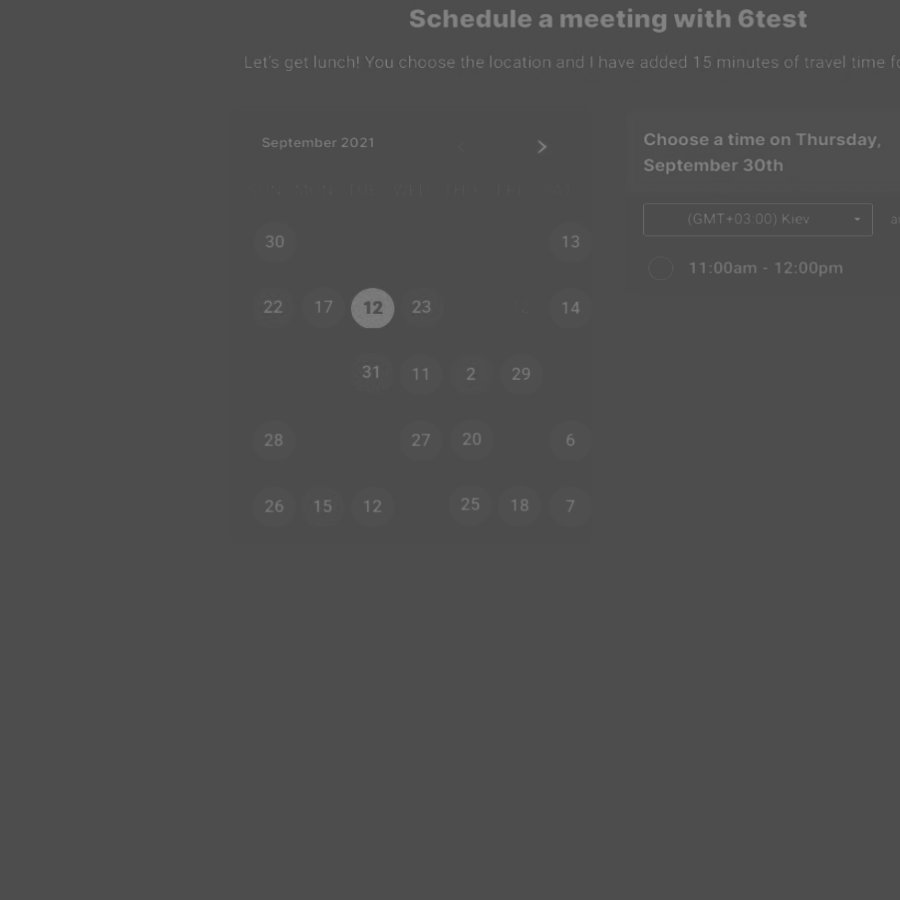 Schedule a meeting with 6test
Let's get lunch! You choose the location and I have added 15 minutes of travel time
September 2021
30 13
22 17 12 23 14
31 11 2 29
28 27 20 6
26 15 12 25 18 7
Choose a time on Thursday,
September 30th
(GMT+03:00) Kiev
11:00am - 12:00pm